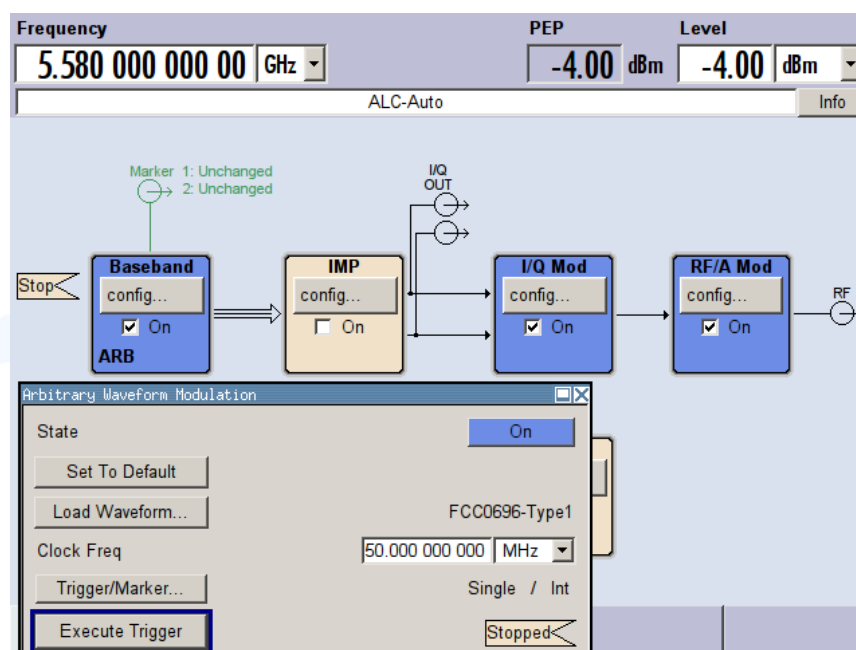 Frequency PEP Level
5.580 000 000 00 GHz -4.00 dBm -4.00 dBm
ALC-Auto Info
Marker 1: Unchanged
2: Unchanged
I/Q
OUT
Baseband IMP I/Q Mod RF/A Mod
Stop config... config... config... config... RF
On On On On
ARB
Arbitrary Waveform Modulation
State On
Set To Default
Load Waveform... FCC0696-Type1
Clock Freq 50.000 000 000 MHz
Trigger/Marker... Single / Int
Execute Trigger Stopped